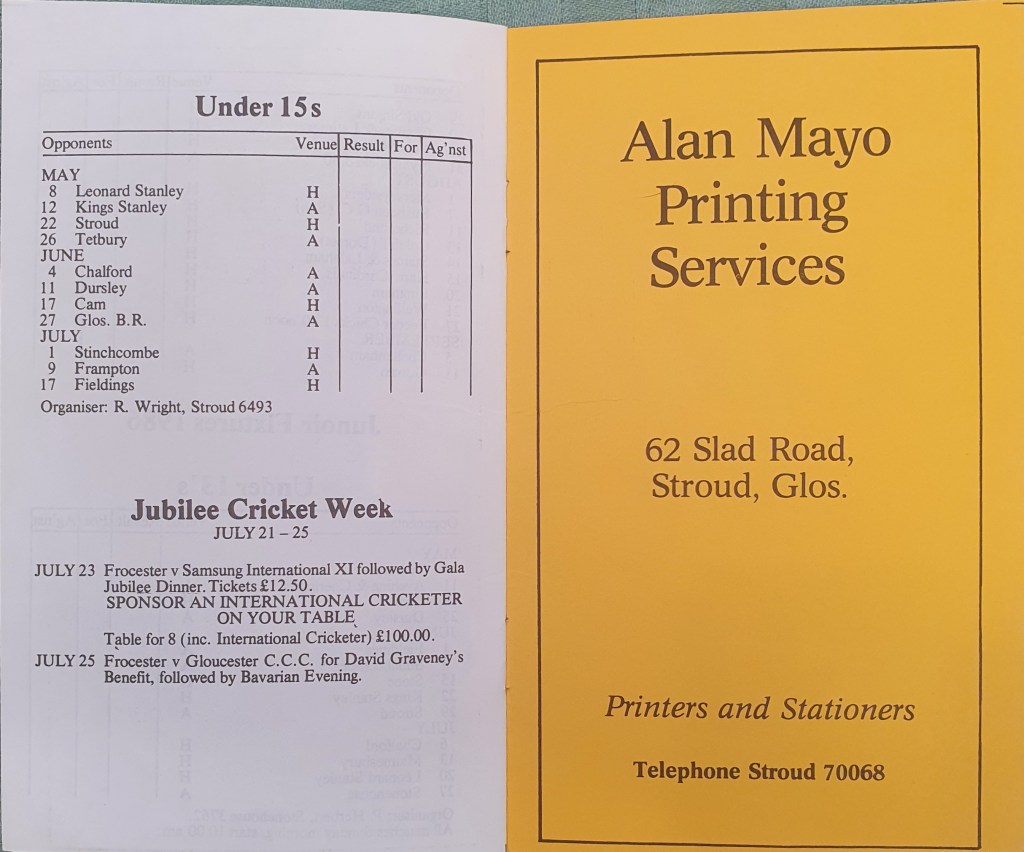 Under 15s
Opponents Venue Result For Ag'nst
MAY
8 Leonard Stanley H
12 Kings Stanley A
22 Stroud H
26 Tetbury A
JUNE
4 Chalford A
11 Dursley A
17 Cam H
27 Glos. B.R. A
JULY
1 Stinchcombe H
9 Frampton A
17 Fieldings H
Organiser: R. Wright, Stroud 6493
Jubilee Cricket Week
JULY 21 – 25
JULY 23 Frocester v Samsung International XI followed by Gala
Jubilee Dinner. Tickets £12.50.
SPONSOR AN INTERNATIONAL CRICKETER
ON YOUR TABLE
Table for 8 (inc. International Cricketer) £100.00.
JULY 25 Frocester v Gloucester C.C.C. for David Graveney's
Benefit, followed by Bavarian Evening.
Alan Mayo
Printing
Services
62 Slad Road,
Stroud, Glos.
Printers and Stationers
Telephone Stroud 70068